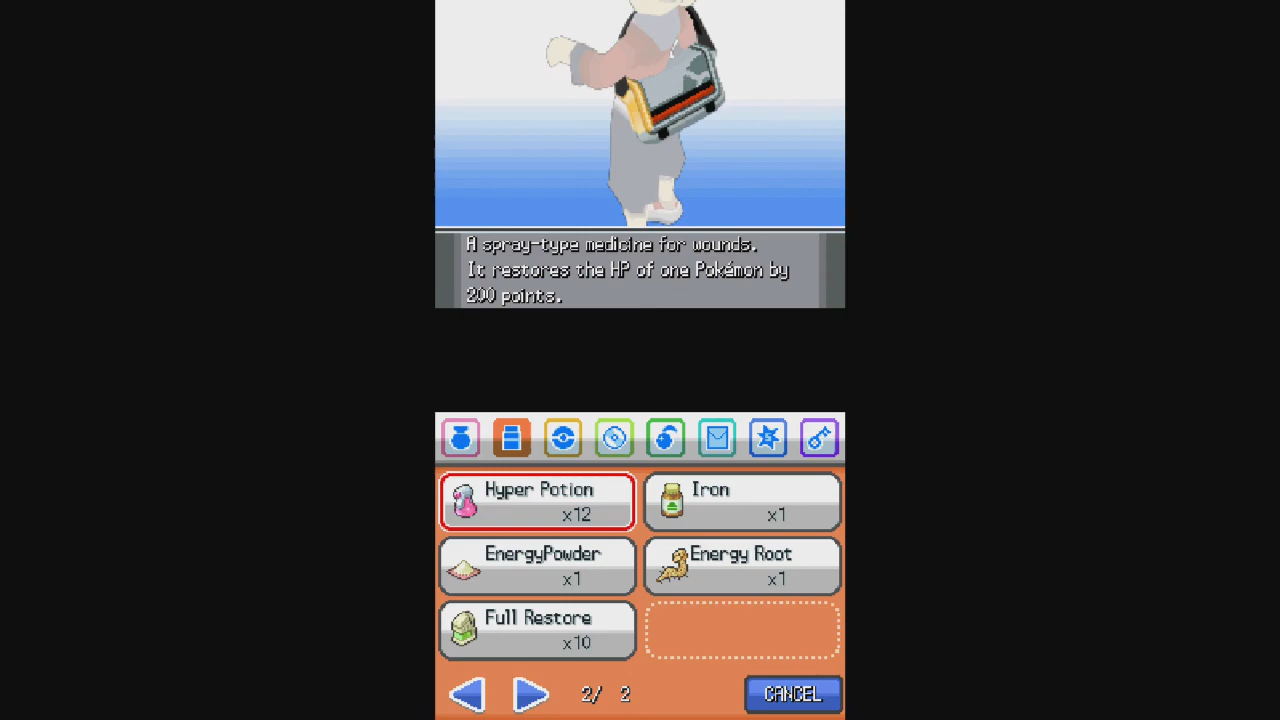 A spray-type medicine for wounds.
It restores the HP of one Pokémon by
200 points.
Hyper Potion
x12
Iron
x1
EnergyPowder
x1
Energy Root
x1
Full Restore
x10
2/ 2
CANCEL